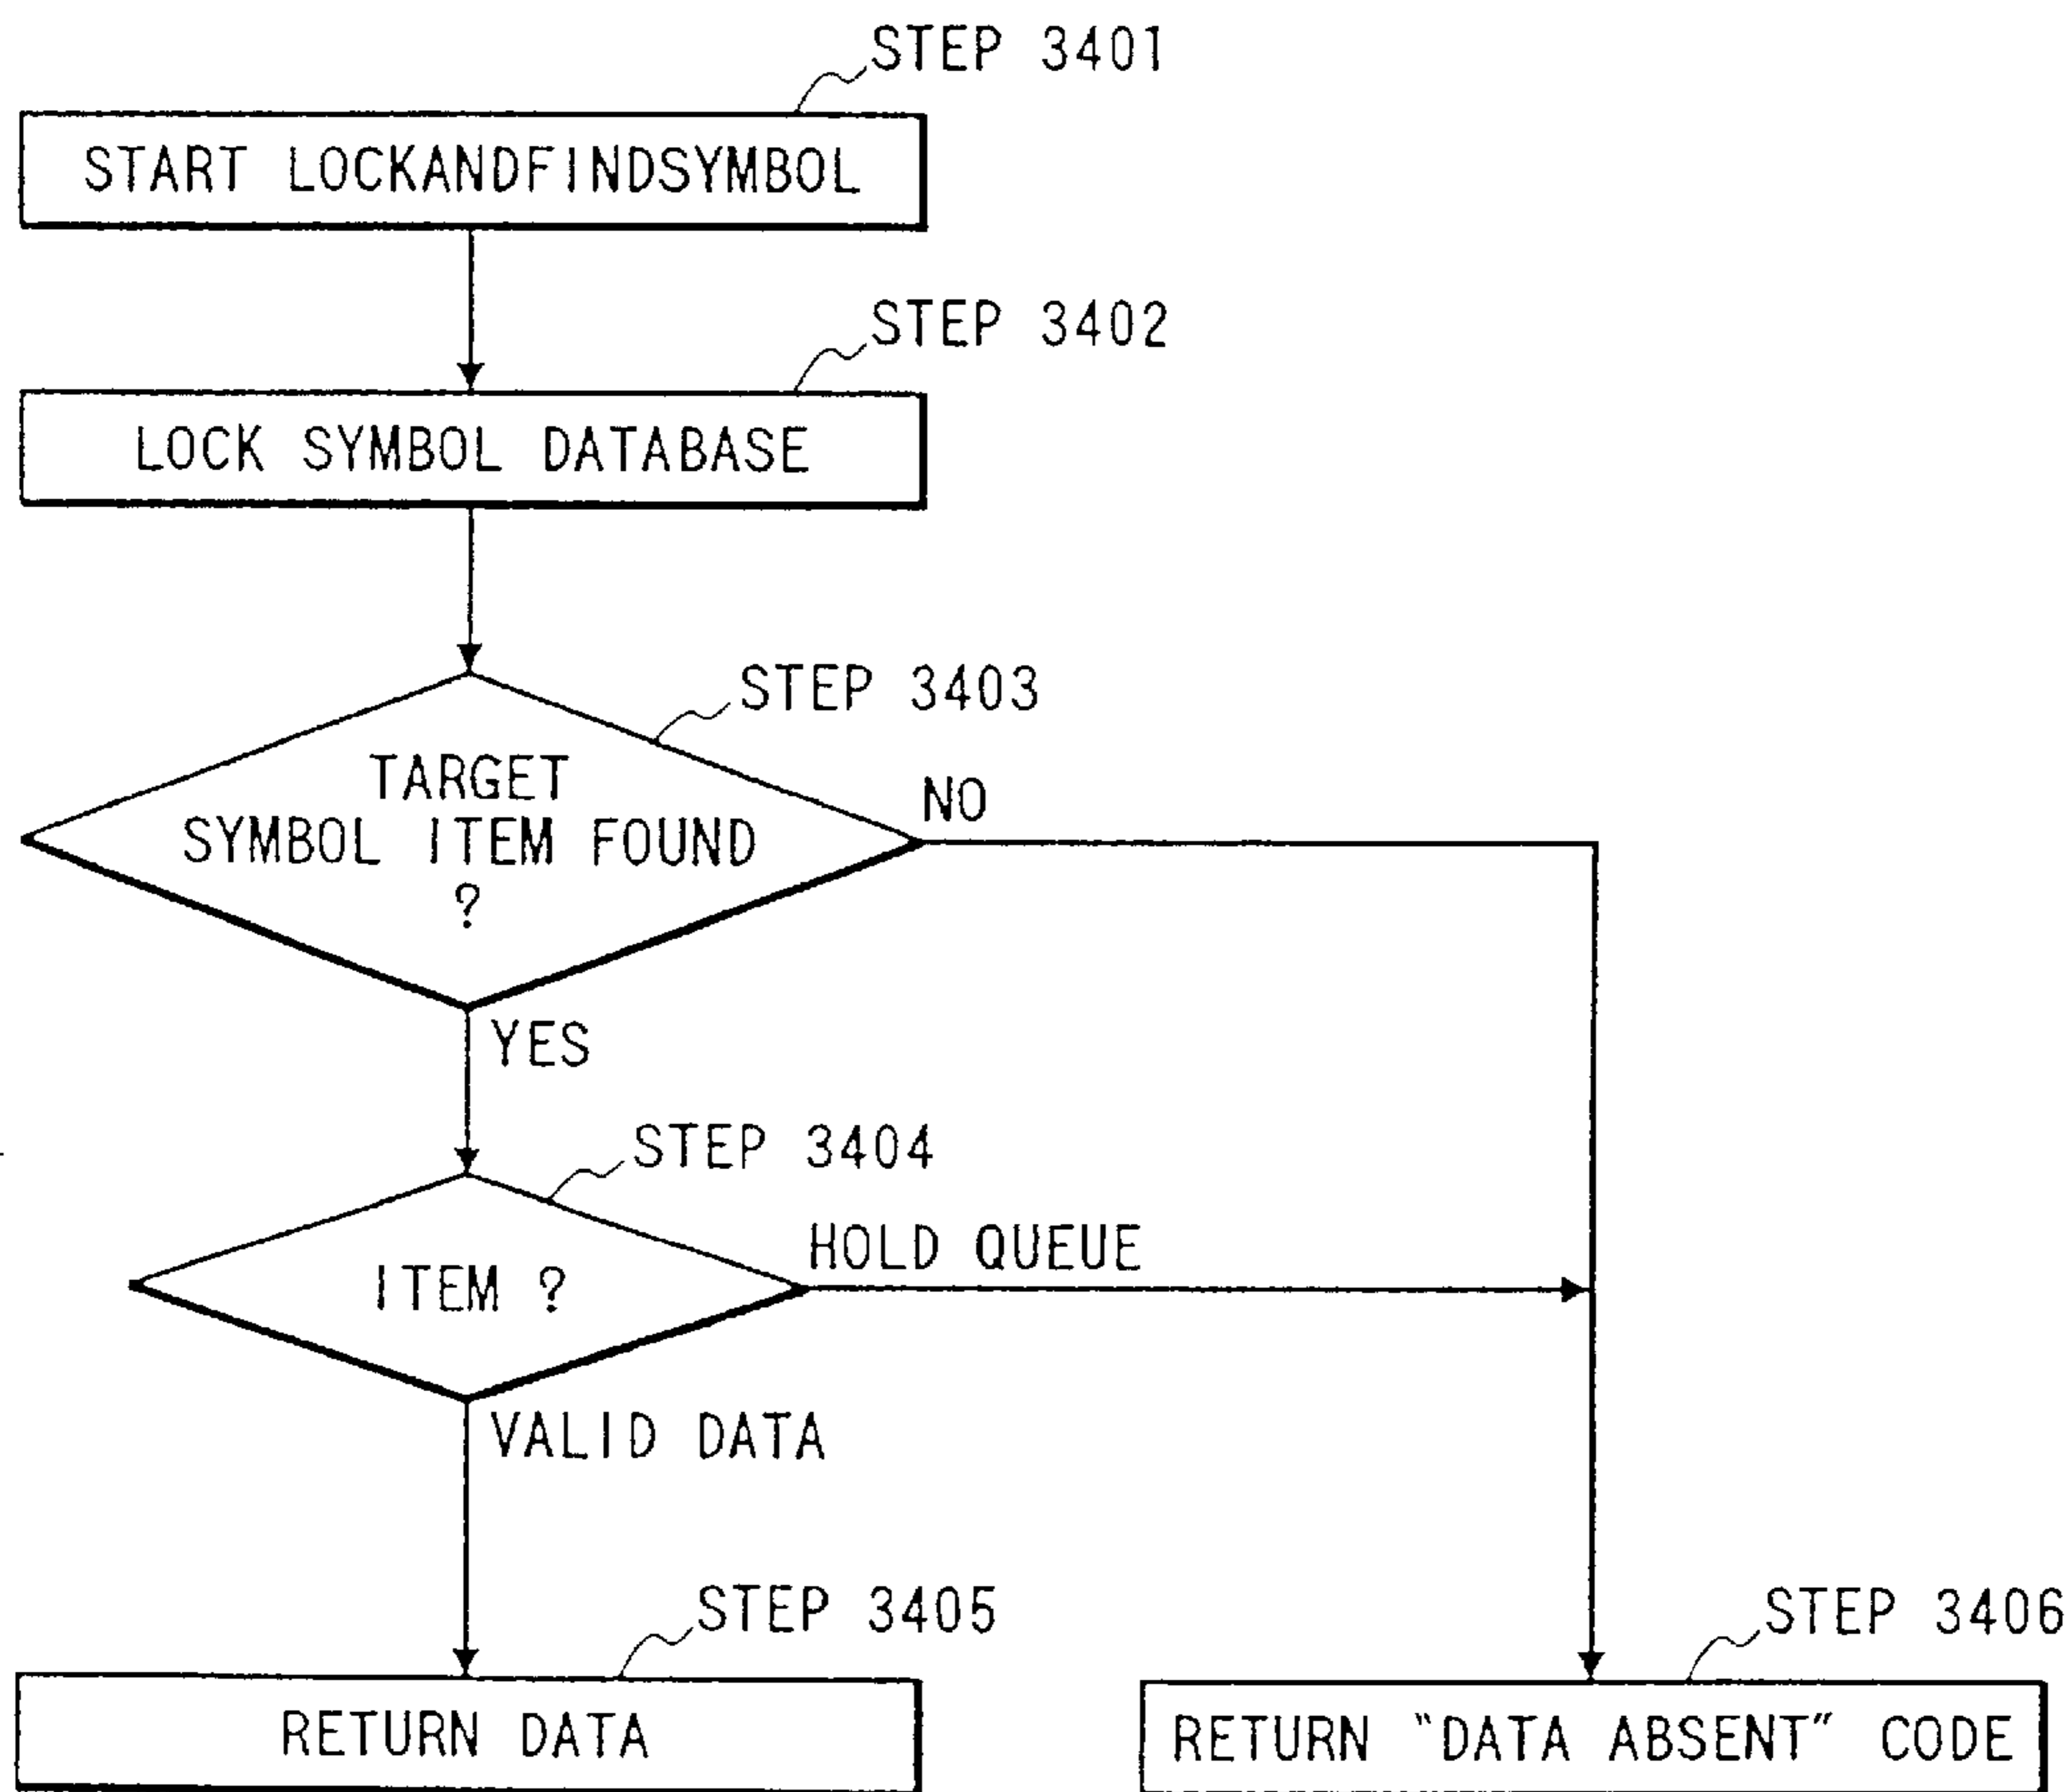 STEP 3401
START LOCKANDFINDSYMBOL
STEP 3402
LOCK SYMBOL DATABASE
STEP 3403
TARGET
SYMBOL ITEM FOUND
?
NO
YES
STEP 3404
ITEM ?
HOLD QUEUE
VALID DATA
STEP 3405
RETURN DATA
STEP 3406
RETURN "DATA ABSENT" CODE